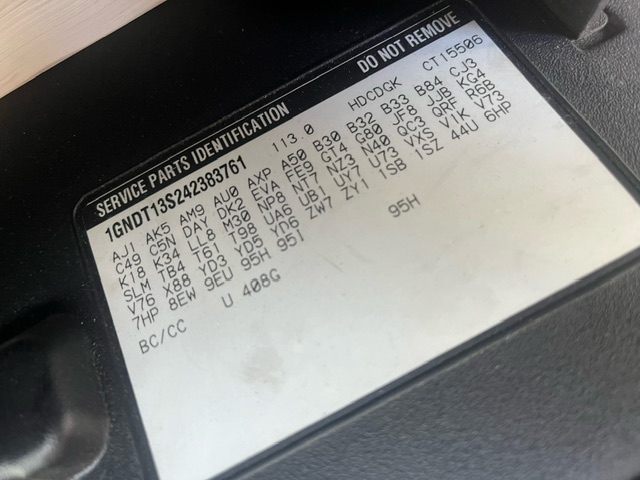 SERVICE PARTS IDENTIFICATION DO NOT REMOVE
1GNDT13S242383761 113.0 HDCDGK CT15506
AJ1 AK5 AM9 AU0 AXP A50 B30 B32 B33 B84 CJ3
C49 C5N DAY DK2 EVA FE9 GT4 G80 JF8 JJB KC4
K18 K34 LL8 M30 NP8 NT7 NZ3 N40 QC3 QRF R6B
SLM TB4 T61 T98 UA6 UB1 UY7 U73 VXS V1K V73
V76 X88 YD3 YD5 YD6 ZW7 ZY1 1SB 1SZ 44U 6HP
7HP 8EW 9EU 95H 95I 95H
BC/CC U 408G